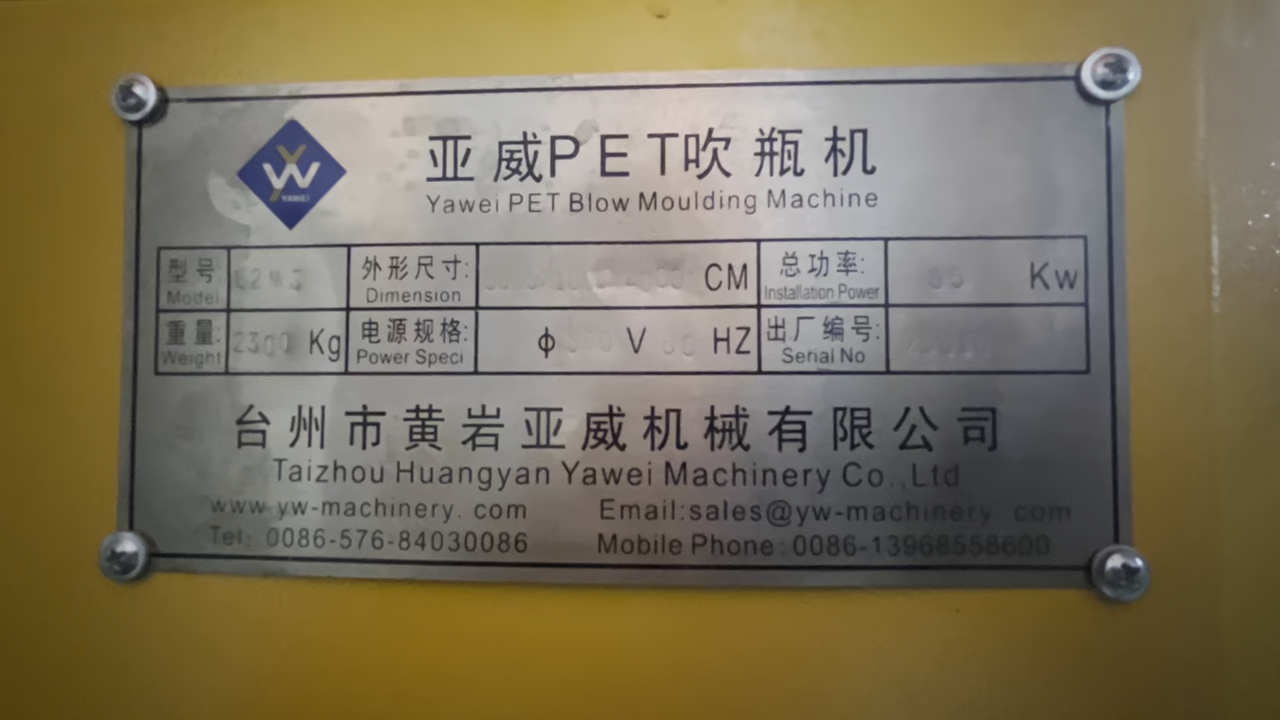 亚威PET吹瓶机
Yawei PET Blow Moulding Machine
YAWEI
型号 外形尺寸: CM 总功率: Kw
Model Dimension Installation Power
重量: 2300 Kg 电源规格: φ V HZ 出厂编号:
Weight Power Speci Serial No
台州市黄岩亚威机械有限公司
Taizhou Huangyan Yawei Machinery Co.,Ltd
www.yw-machinery.com Email:sales@yw-machinery.com
Tel: 0086-576-84030086 Mobile Phone:0086-13968558600